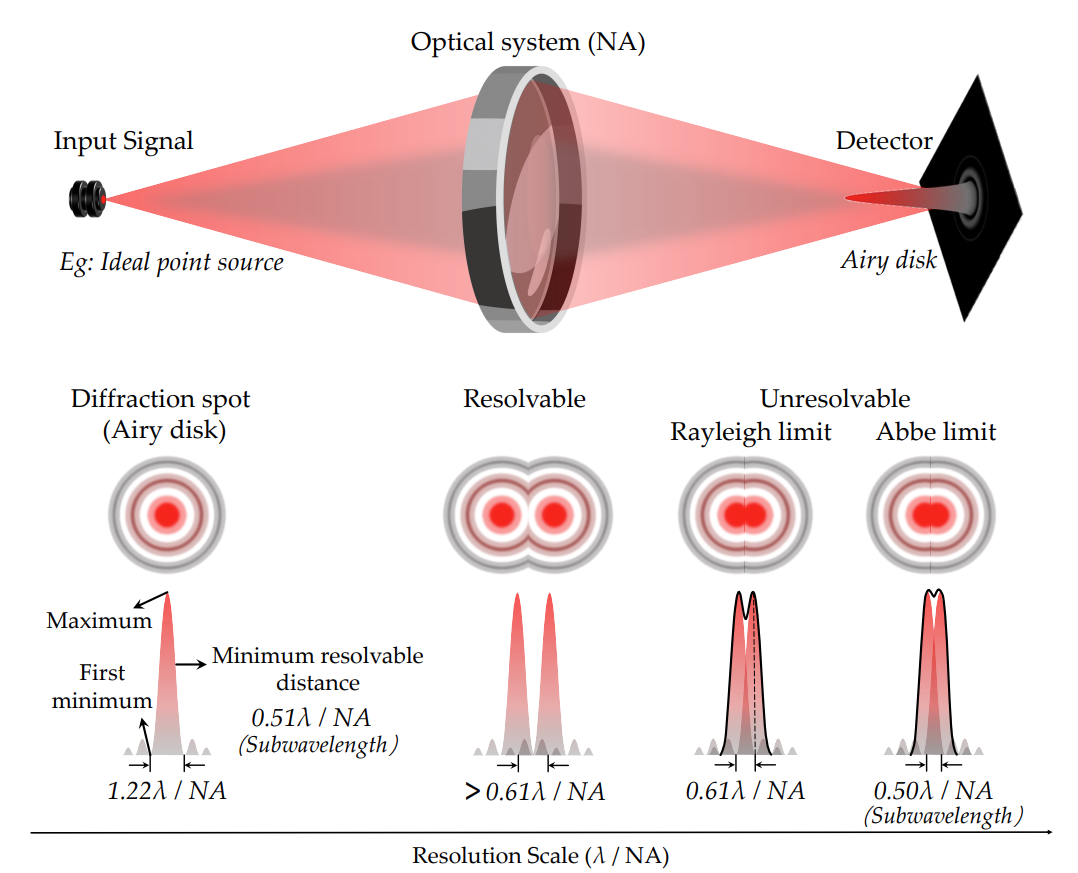 Optical system (NA)
Input Signal
Detector
Eg: Ideal point source
Airy disk
Diffraction spot
(Airy disk)
Resolvable
Unresolvable
Rayleigh limit
Abbe limit
Maximum
First
minimum
Minimum resolvable
distance
0.51λ / NA
(Subwavelength)
1.22λ / NA
> 0.61λ / NA
0.61λ / NA
0.50λ / NA
(Subwavelength)
Resolution Scale (λ / NA)